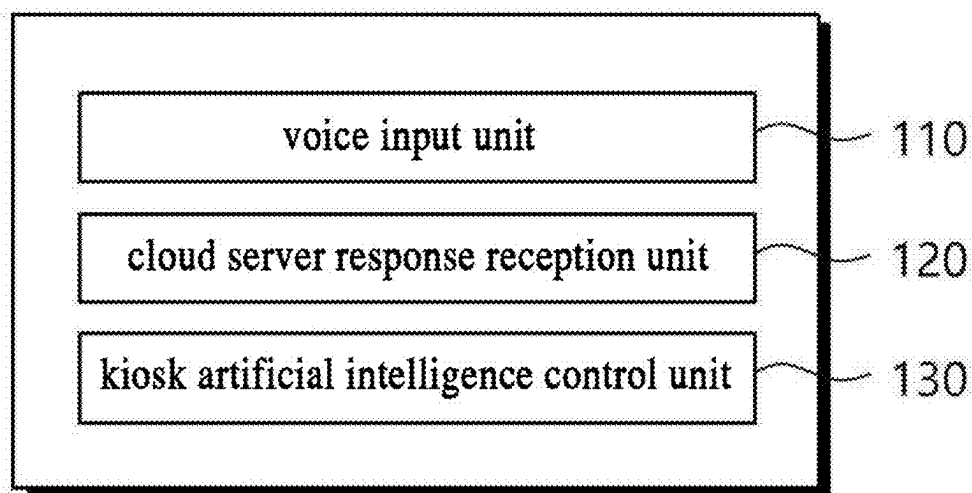 voice input unit 110
cloud server response reception unit 120
kiosk artificial intelligence control unit 130